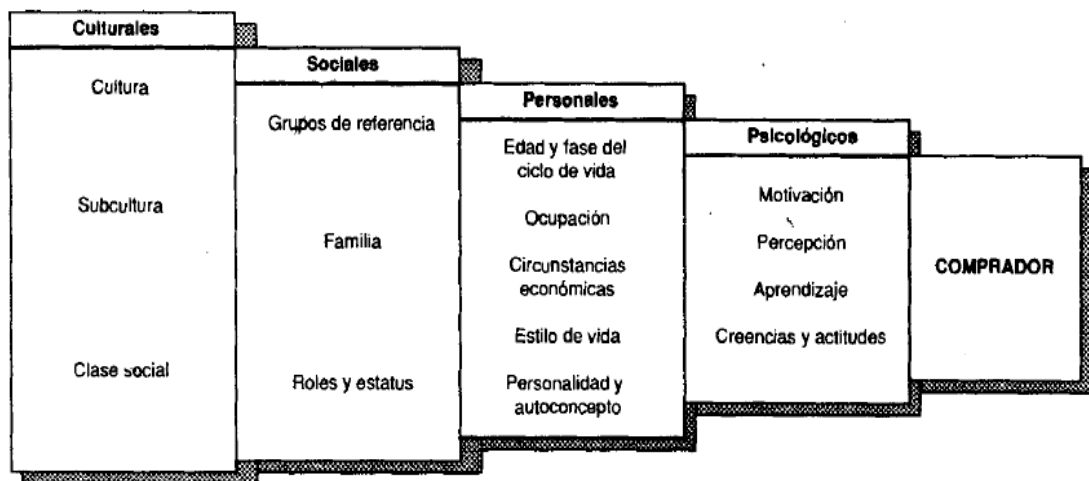 Culturales
Cultura
Subcultura
Clase social
Sociales
Grupos de referencia
Familia
Roles y estatus
Personales
Edad y fase del
ciclo de vida
Ocupación
Circunstancias
económicas
Estilo de vida
Personalidad y
autoconcepto
Psicológicos
Motivación
Percepción
Aprendizaje
Creencias y actitudes
COMPRADOR